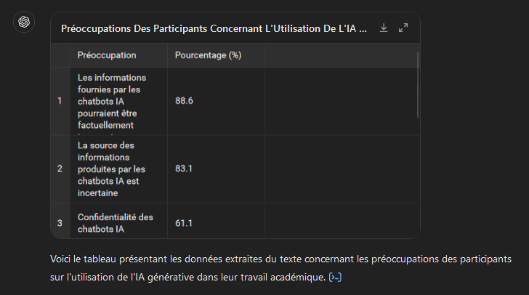 Préoccupations Des Participants Concernant L'Utilisation De L'IA ...
Préoccupation Pourcentage (%)
1 Les informations fournies par les chatbots IA pourraient être factuellement 88.6
2 La source des informations produites par les chatbots IA est incertaine 83.1
3 Confidentialité des chatbots IA 61.1
Voici le tableau présentant les données extraites du texte concernant les préoccupations des participants
sur l'utilisation de l'IA générative dans leur travail académique. [>-]